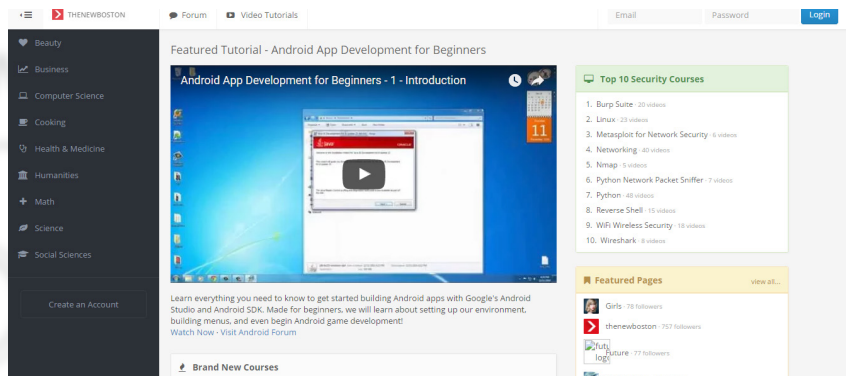 THENEWBOSTON
Forum
Video Tutorials
Email
Password
Login
Beauty
Business
Computer Science
Cooking
Health & Medicine
Humanities
Math
Science
Social Sciences
Create an Account
Featured Tutorial - Android App Development for Beginners
Android App Development for Beginners - 1 - Introduction
11
Java
ORACLE
Learn everything you need to know to get started building Android apps with Google's Android
Studio and Android SDK. Made for beginners, we will learn about setting up our environment,
building menus, and even begin Android game development!
Watch Now · Visit Android Forum
Brand New Courses
Top 10 Security Courses
1. Burp Suite - 20 videos
2. Linux - 23 videos
3. Metasploit for Network Security - 6 videos
4. Networking - 40 videos
5. Nmap - 5 videos
6. Python Network Packet Sniffer - 7 videos
7. Python - 48 videos
8. Reverse Shell - 15 videos
9. WiFi Wireless Security - 18 videos
10. Wireshark - 8 videos
Featured Pages
view all...
Girls - 78 followers
thenewboston - 757 followers
Future - 77 followers